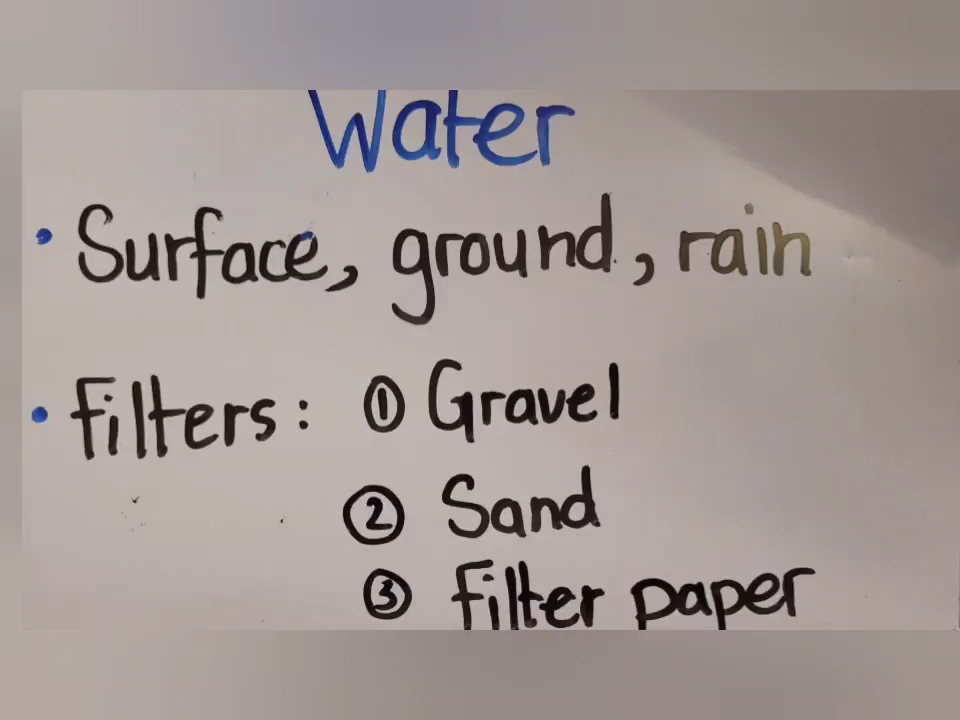 Water
• Surface, ground, rain
• Filters: ① Gravel
② Sand
③ Filter paper